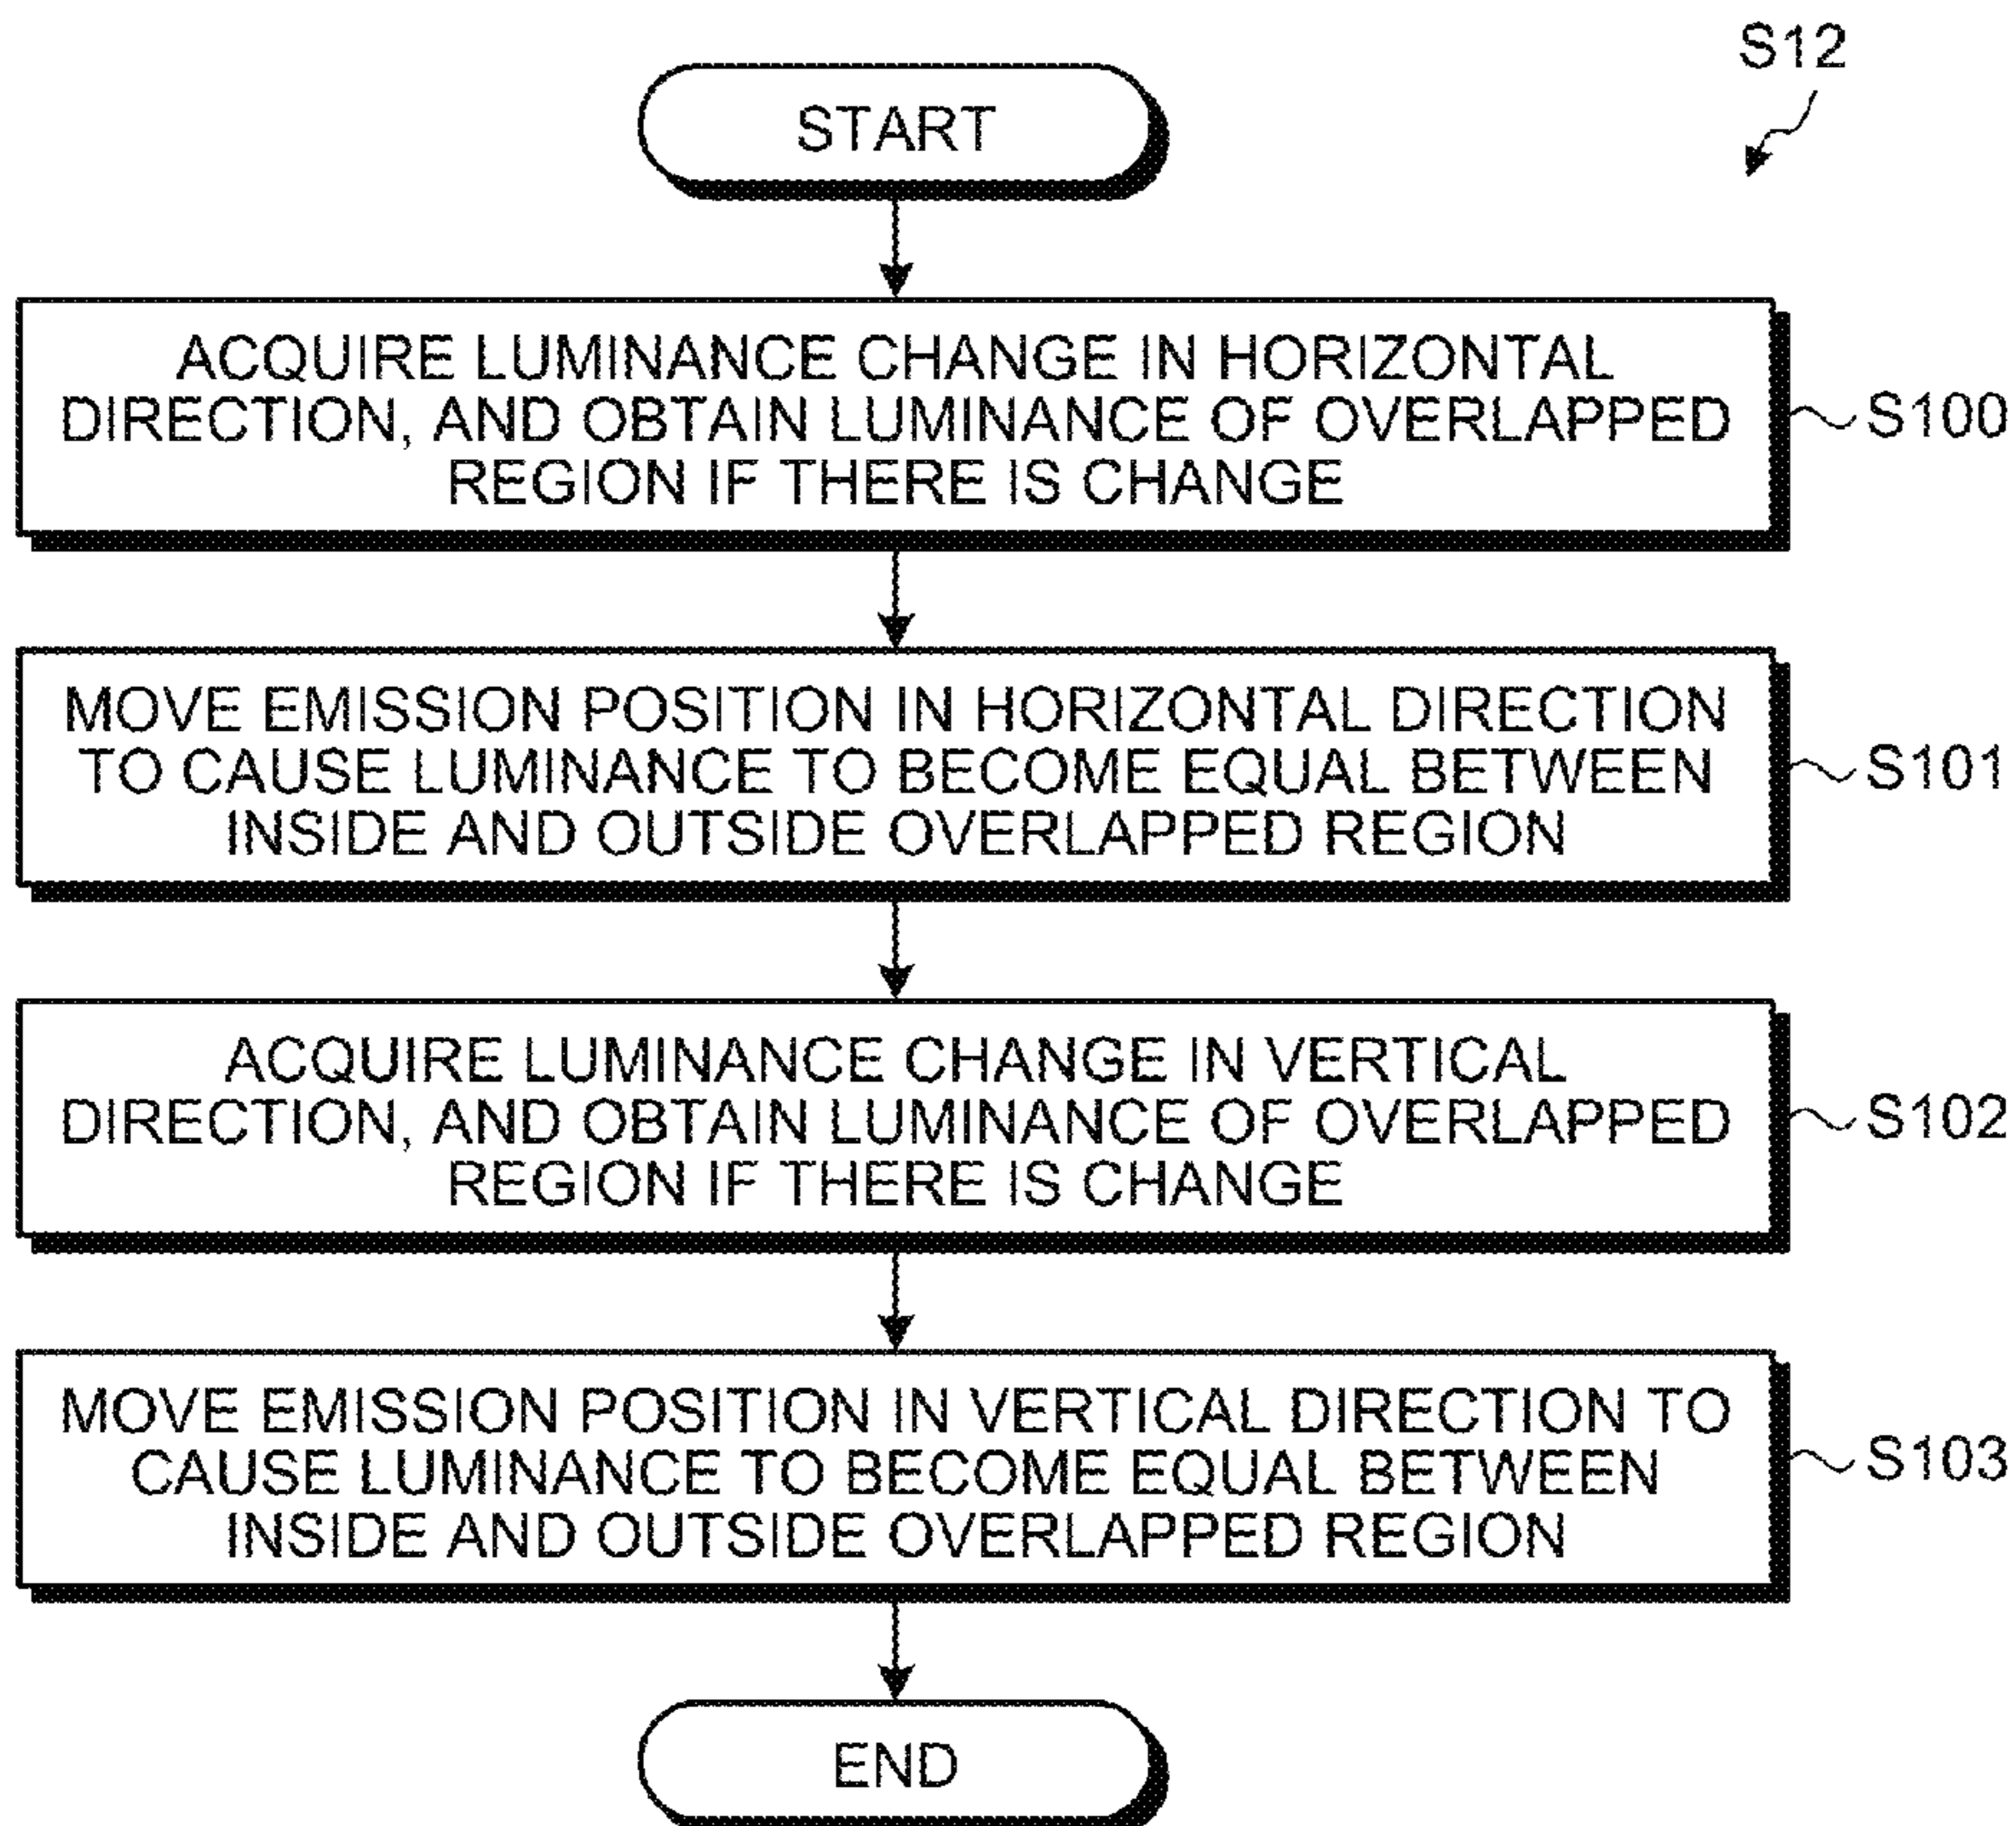 S12
START
ACQUIRE LUMINANCE CHANGE IN HORIZONTAL
DIRECTION, AND OBTAIN LUMINANCE OF OVERLAPPED
REGION IF THERE IS CHANGE
S100
MOVE EMISSION POSITION IN HORIZONTAL DIRECTION
TO CAUSE LUMINANCE TO BECOME EQUAL BETWEEN
INSIDE AND OUTSIDE OVERLAPPED REGION
S101
ACQUIRE LUMINANCE CHANGE IN VERTICAL
DIRECTION, AND OBTAIN LUMINANCE OF OVERLAPPED
REGION IF THERE IS CHANGE
S102
MOVE EMISSION POSITION IN VERTICAL DIRECTION TO
CAUSE LUMINANCE TO BECOME EQUAL BETWEEN
INSIDE AND OUTSIDE OVERLAPPED REGION
S103
END